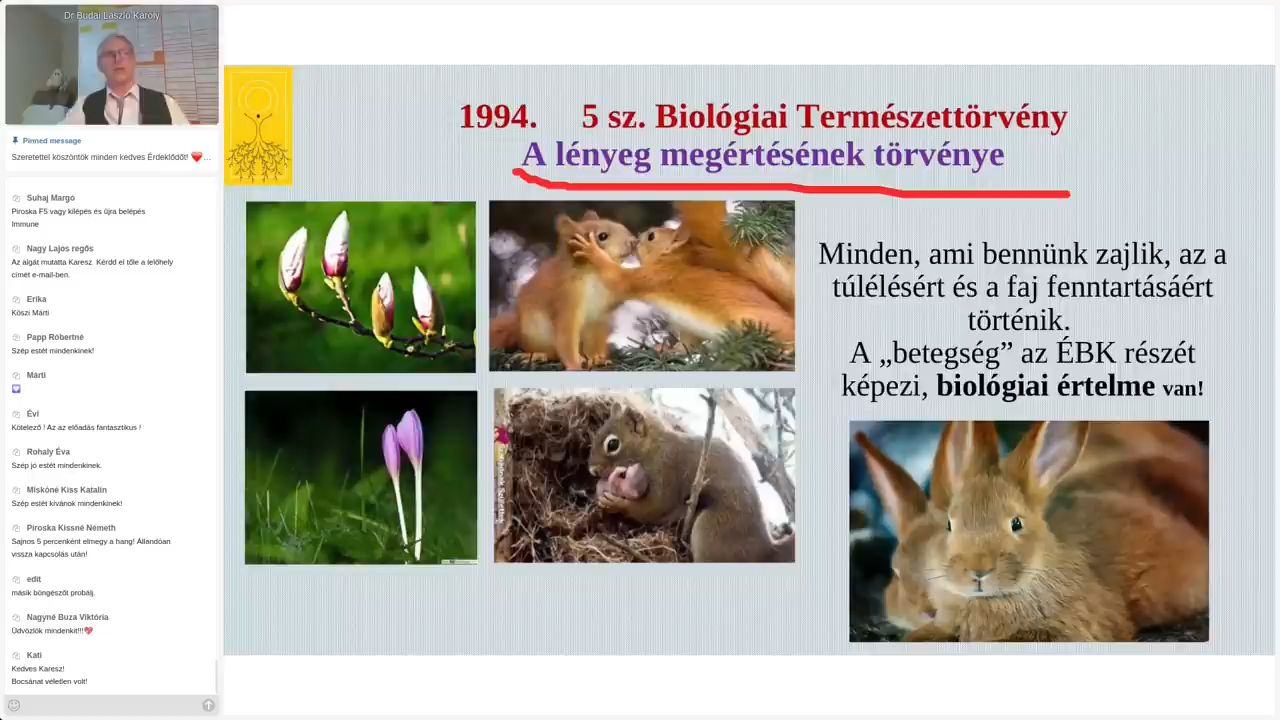 Dr Budai László Károly
Pinned message
Szeretettel köszöntök minden kedves Érdeklődőt! ❤️...
Suhaj Margó
Piroska F5 vagy kilépés és újra belépés
Immune
Nagy Lajos regős
Az algát mutatta Karesz. Kérdd el tőle a lelőhely
címét e-mail-ben.
Erika
Köszi Márti
Papp Róbertné
Szép estét mindenkinek!
Márti
Évi
Kötelező ! Az az előadás fantasztikus !
Rohaly Éva
Szép jó estét mindenkinek.
Miskóné Kiss Katalin
Szép estét kívánok mindenkinek!
Piroska Kissné Németh
Sajnos 5 percenként elmegy a hang! Állandóan
vissza kapcsolás után!
edit
másik böngészőt probálj.
Nagyné Buza Viktória
Üdvözlök mindenkit!!!💖
Kati
Kedves Karesz!
Bocsánat véletlen volt!
1994. 5 sz. Biológiai Természettörvény
A lényeg megértésének törvénye
Minden, ami bennünk zajlik, az a
túlélésért és a faj fenntartásáért
történik.
A „betegség” az ÉBK részét
képezi, biológiai értelme van!